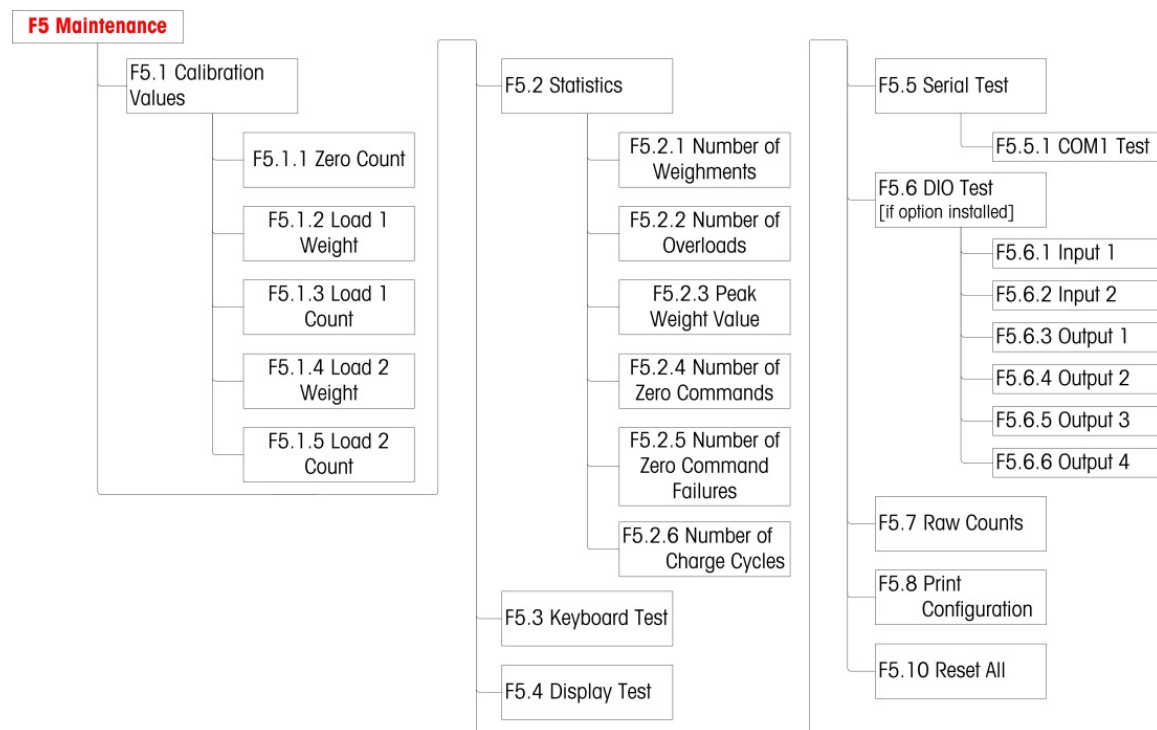 F5 Maintenance
F5.1 Calibration
Values
F5.1.1 Zero Count
F5.1.2 Load 1
Weight
F5.1.3 Load 1
Count
F5.1.4 Load 2
Weight
F5.1.5 Load 2
Count
F5.2 Statistics
F5.2.1 Number of
Weighments
F5.2.2 Number of
Overloads
F5.2.3 Peak
Weight Value
F5.2.4 Number of
Zero Commands
F5.2.5 Number of
Zero Command
Failures
F5.2.6 Number of
Charge Cycles
F5.3 Keyboard Test
F5.4 Display Test
F5.5 Serial Test
F5.5.1 COM1 Test
F5.6 DIO Test
[if option installed]
F5.6.1 Input 1
F5.6.2 Input 2
F5.6.3 Output 1
F5.6.4 Output 2
F5.6.5 Output 3
F5.6.6 Output 4
F5.7 Raw Counts
F5.8 Print
Configuration
F5.10 Reset All